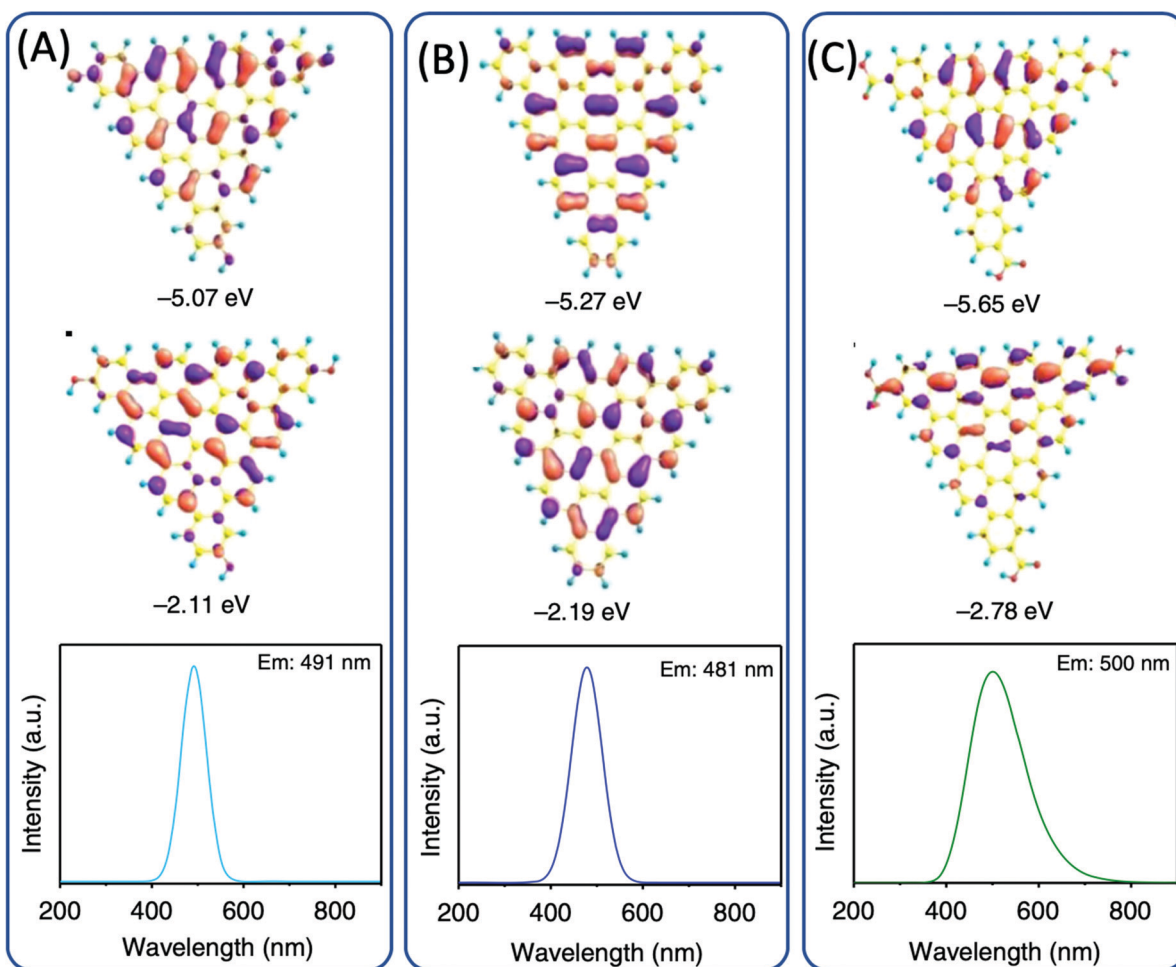 (A)
−5.07 eV
−2.11 eV
Em: 491 nm
Intensity (a.u.)
200 400 600 800
Wavelength (nm)
(B)
−5.27 eV
−2.19 eV
Em: 481 nm
Intensity (a.u.)
200 400 600 800
Wavelength (nm)
(C)
−5.65 eV
−2.78 eV
Em: 500 nm
Intensity (a.u.)
200 400 600 800
Wavelength (nm)